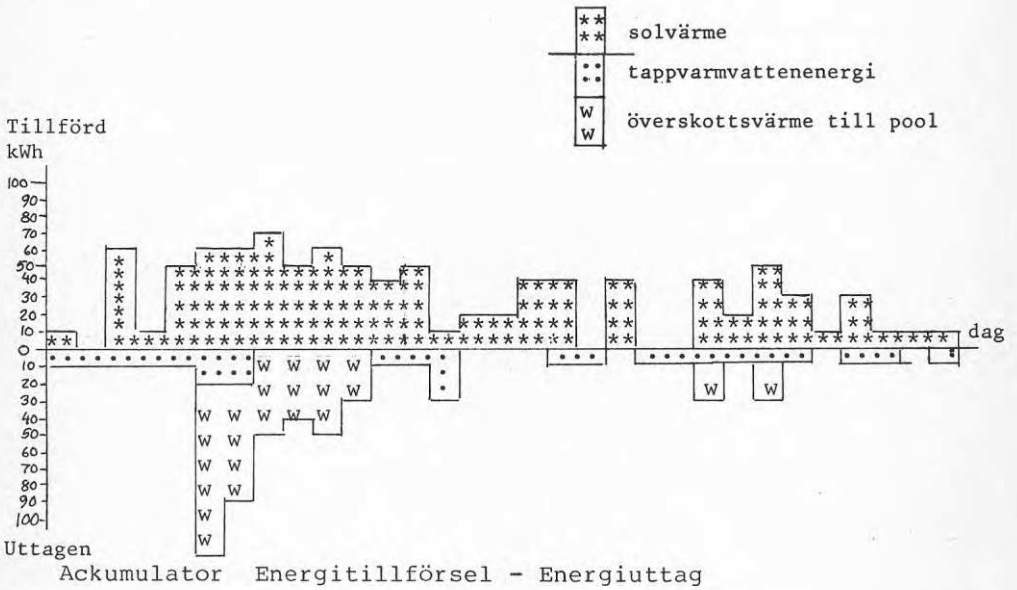 solvärme
tappvarmvattenenergi
överskottsvärme till pool
Tillförd
kWh
100
90
80
70
60
50
40
30
20
10
0
10
20
30
40
50
60
70
80
90
100
dag
Uttagen
Ackumulator Energitillförsel - Energiuttag